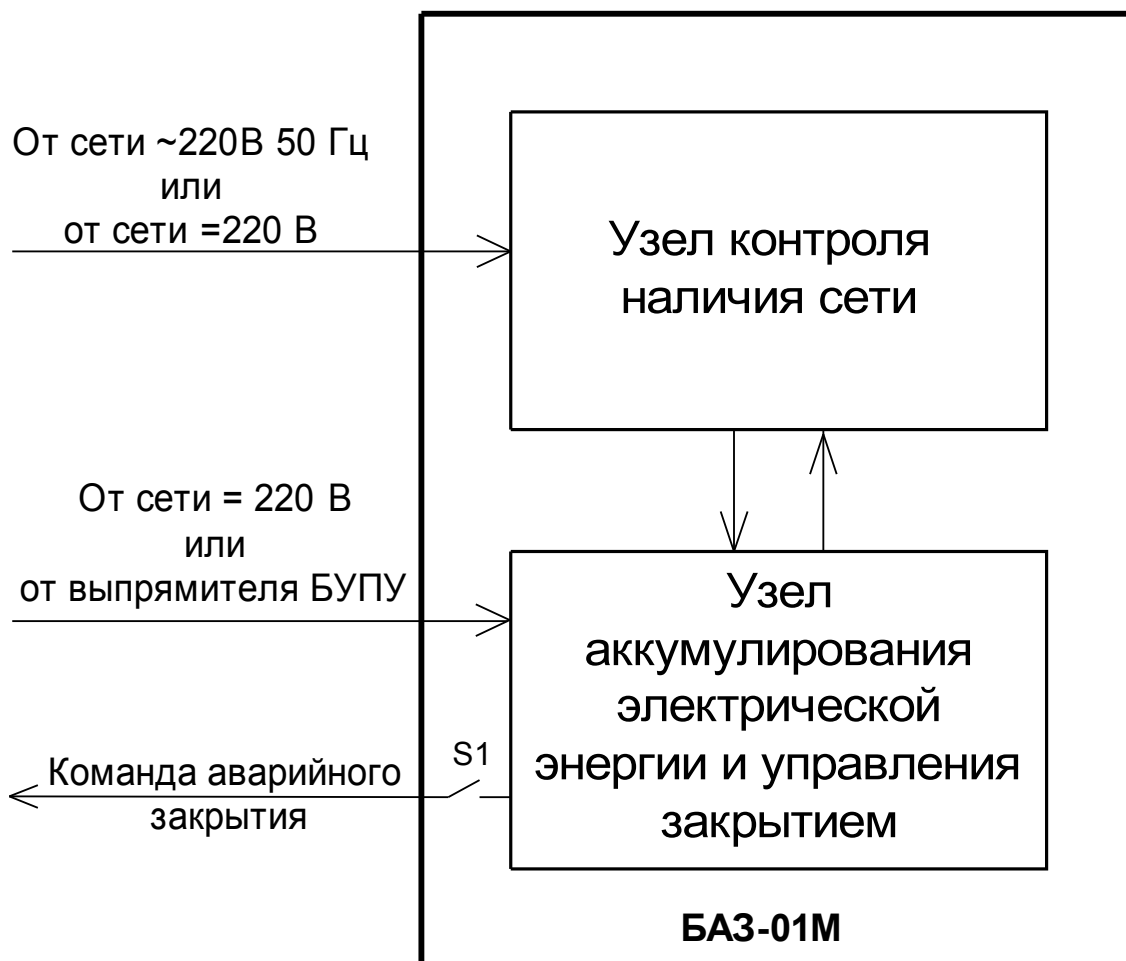 От сети ~220В 50 Гц
или
от сети =220 В
Узел контроля
наличия сети
От сети = 220 В
или
от выпрямителя БУПУ
Узел
аккумулирования
электрической
энергии и управления
закрытием
S1
Команда аварийного
закрытия
БАЗ-01М